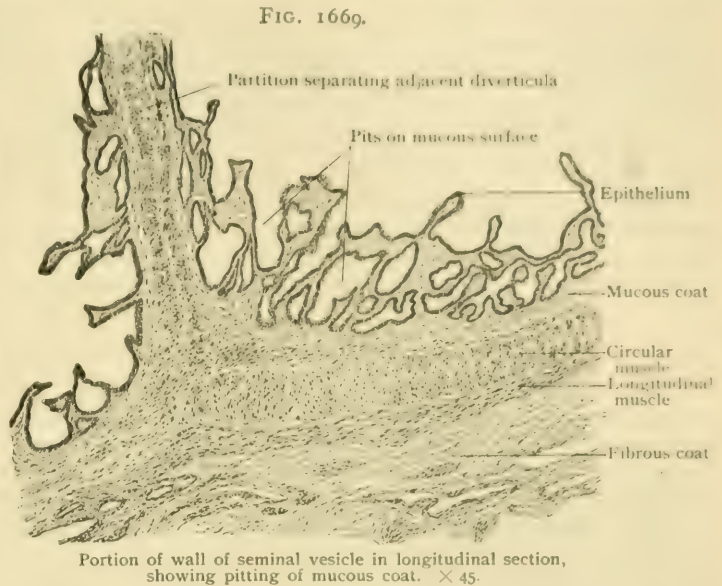 FIG. 1669.
Partition separating adjacent diverticula
Pits on mucous surface
Epithelium
Mucous coat
Circular
muscle
Longitudinal
muscle
Fibrous coat
Portion of wall of seminal vesicle in longitudinal section,
showing pitting of mucous coat. × 45.